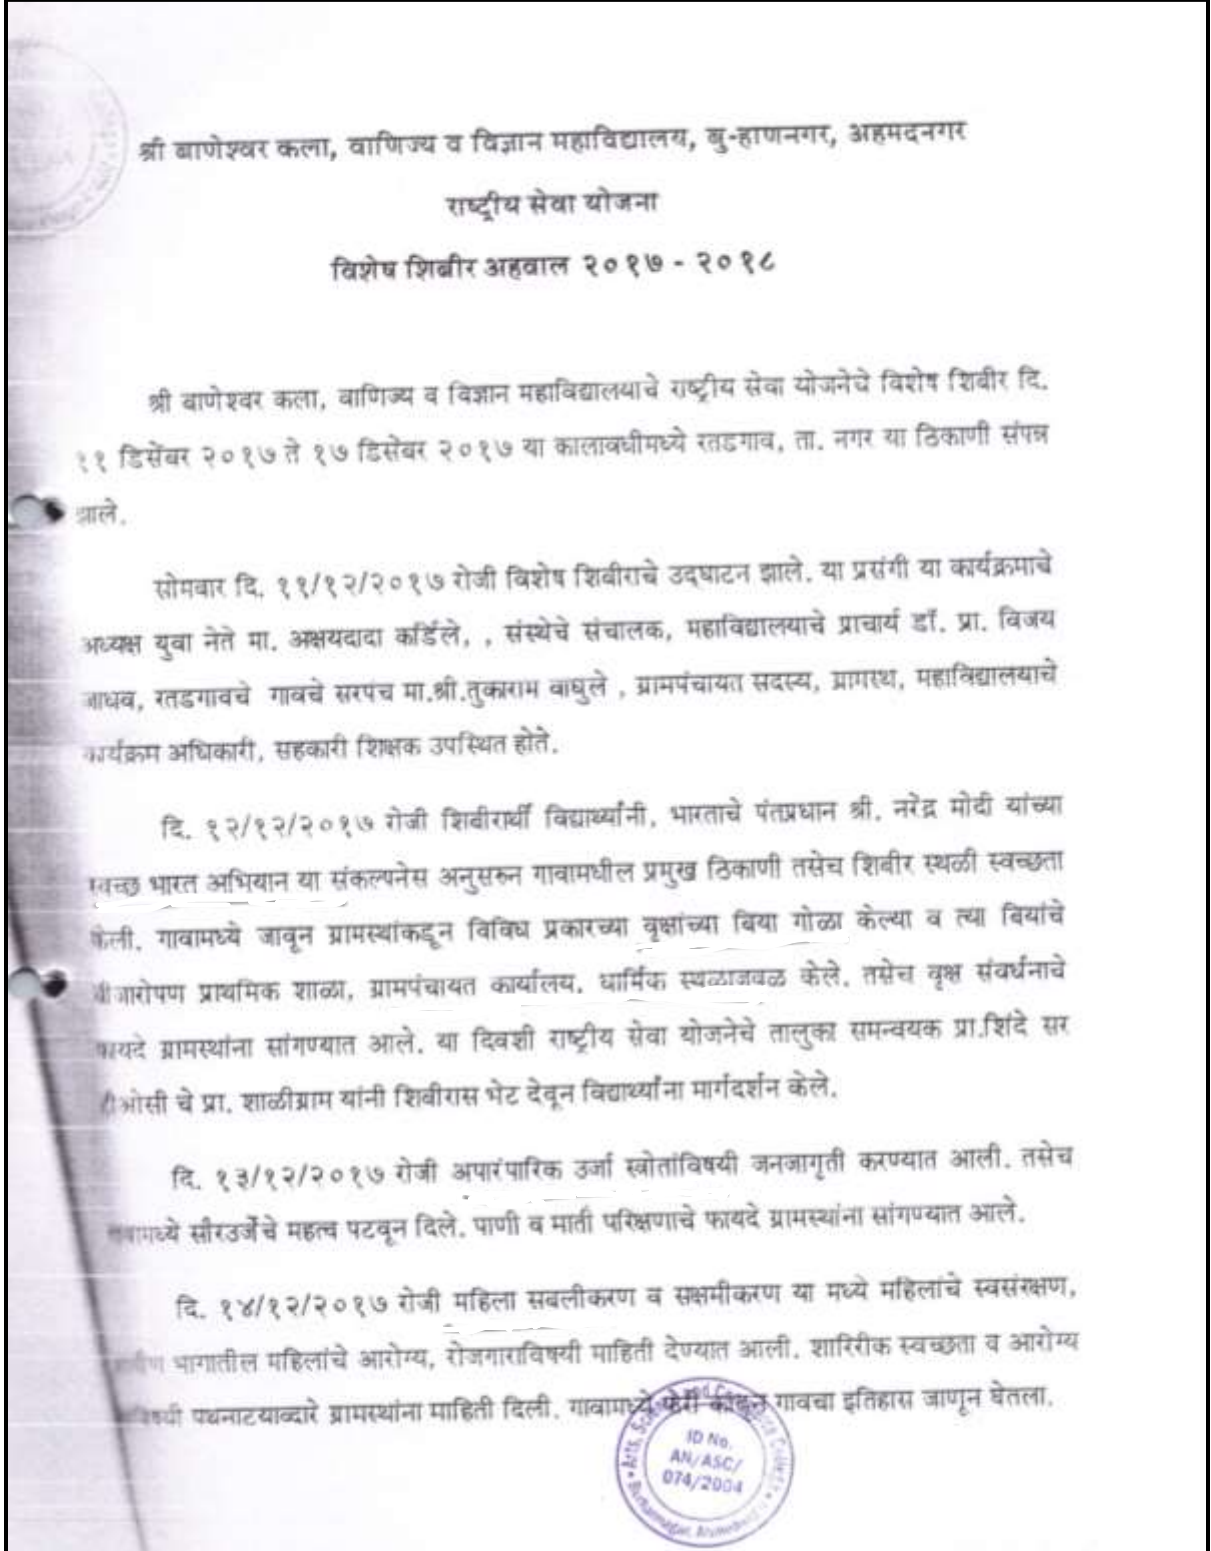 श्री बाणेश्वर कला, वाणिज्य व विज्ञान महाविद्यालय, बु-हाणनगर, अहमदनगर
राष्ट्रीय सेवा योजना
विशेष शिबीर अहवाल २०१७ - २०१८
श्री बाणेश्वर कला, वाणिज्य व विज्ञान महाविद्यालयाचे राष्ट्रीय सेवा योजनेचे विशेष शिबीर दि.
११ डिसेंबर २०१७ ते १७ डिसेंबर २०१७ या कालावधीमध्ये रतडगाव, ता. नगर या ठिकाणी संपन्न
झाले.
सोमवार दि. ११/१२/२०१७ रोजी विशेष शिबीराचे उद्घाटन झाले. या प्रसंगी या कार्यक्रमाचे
अध्यक्ष युवा नेते मा. अक्षयदादा कर्डिले, , संस्थेचे संचालक, महाविद्यालयाचे प्राचार्य डॉ. प्रा. विजय
जाधव, रतडगावचे गावचे सरपंच मा.श्री.तुकाराम वाघुले , ग्रामपंचायत सदस्य, ग्रामस्थ, महाविद्यालयाचे
कार्यक्रम अधिकारी, सहकारी शिक्षक उपस्थित होते.
दि. १२/१२/२०१७ रोजी शिबीरार्थी विद्यार्थ्यांनी, भारताचे पंतप्रधान श्री. नरेंद्र मोदी यांच्या
स्वच्छ भारत अभियान या संकल्पनेस अनुसरुन गावामधील प्रमुख ठिकाणी तसेच शिबीर स्थळी स्वच्छता
केली. गावामध्ये जावून ग्रामस्थांकडून विविध प्रकारच्या वृक्षांच्या बिया गोळा केल्या व त्या बियांचे
बीजारोपण प्राथमिक शाळा, ग्रामपंचायत कार्यालय, धार्मिक स्थळाजवळ केले. तसेच वृक्ष संवर्धनाचे
फायदे ग्रामस्थांना सांगण्यात आले. या दिवशी राष्ट्रीय सेवा योजनेचे तालुका समन्वयक प्रा.शिंदे सर
चे प्रा. शाळीग्राम यांनी शिबीरास भेट देवून विद्यार्थ्यांना मार्गदर्शन केले.
दि. १३/१२/२०१७ रोजी अपारंपारिक उर्जा स्त्रोतांविषयी जनजागृती करण्यात आली. तसेच
गावामध्ये सौरउर्जेचे महत्व पटवून दिले. पाणी व माती परिक्षणाचे फायदे ग्रामस्थांना सांगण्यात आले.
दि. १४/१२/२०१७ रोजी महिला सबलीकरण व सक्षमीकरण या मध्ये महिलांचे स्वसंरक्षण,
भागातील महिलांचे आरोग्य, रोजगाराविषयी माहिती देण्यात आली. शारिरीक स्वच्छता व आरोग्य
पथनाटयाव्दारे ग्रामस्थांना माहिती दिली. गावामध्ये फेरी काढून गावचा इतिहास जाणून घेतला.
Arts, Science and Commerce College
ID No.
AN/ASC/
074/2004